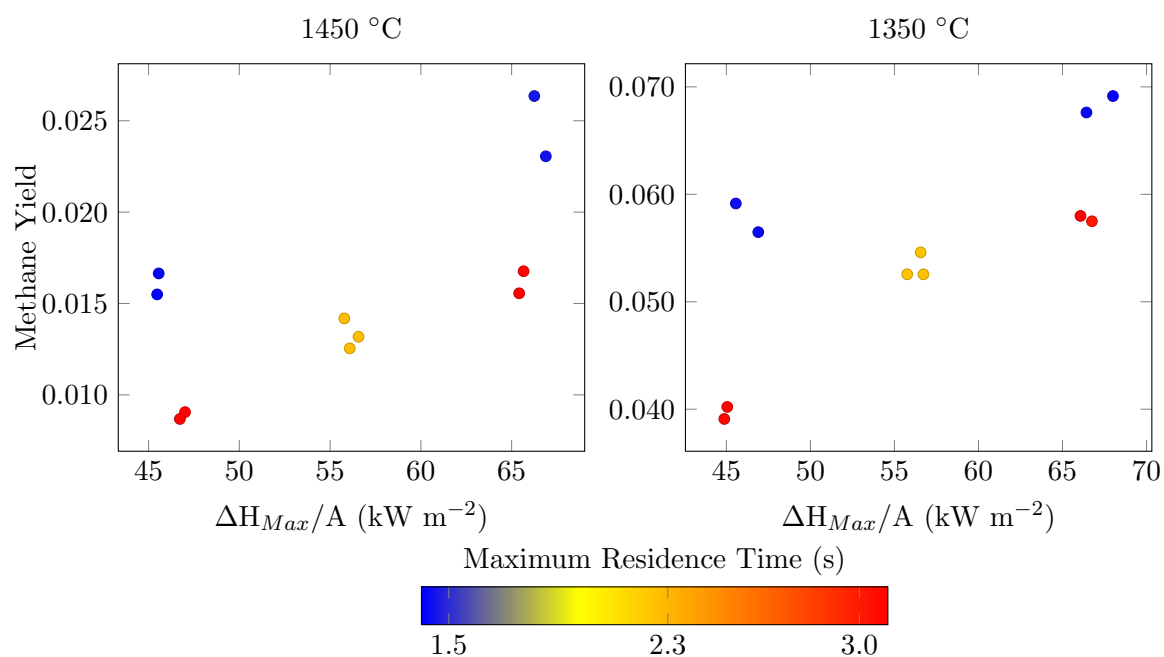 1450 °C
1350 °C
Methane Yield
0.025
0.020
0.015
0.010
45 50 55 60 65
ΔH_Max/A (kW m⁻²)
0.070
0.060
0.050
0.040
45 50 55 60 65 70
ΔH_Max/A (kW m⁻²)
Maximum Residence Time (s)
1.5 2.3 3.0